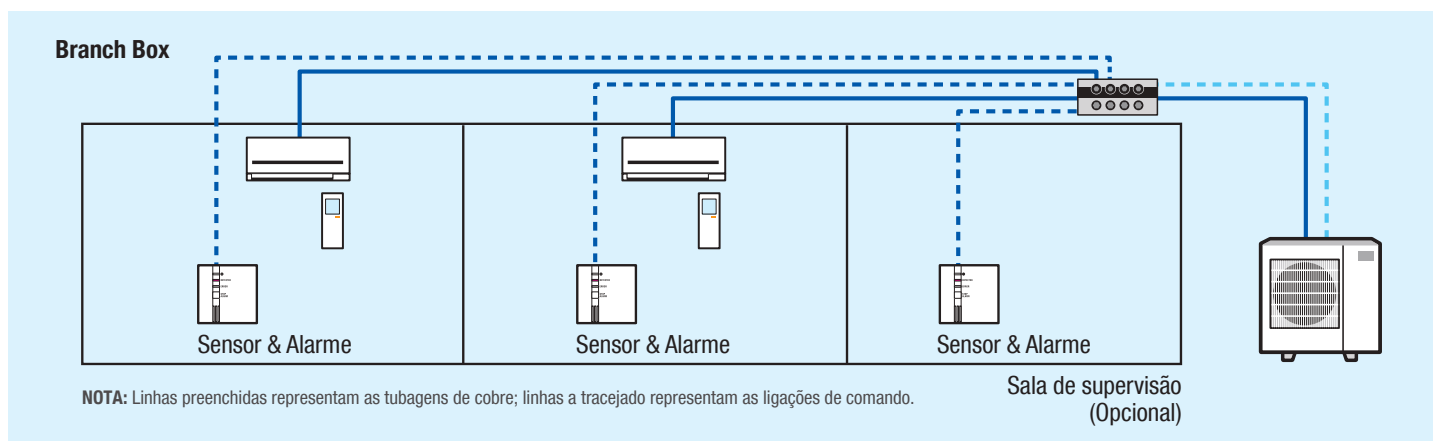 Branch Box
Sensor & Alarme
Sensor & Alarme
Sensor & Alarme
NOTA: Linhas preenchidas representam as tubagens de cobre; linhas a tracejado representam as ligações de comando.
Sala de supervisão
(Opcional)